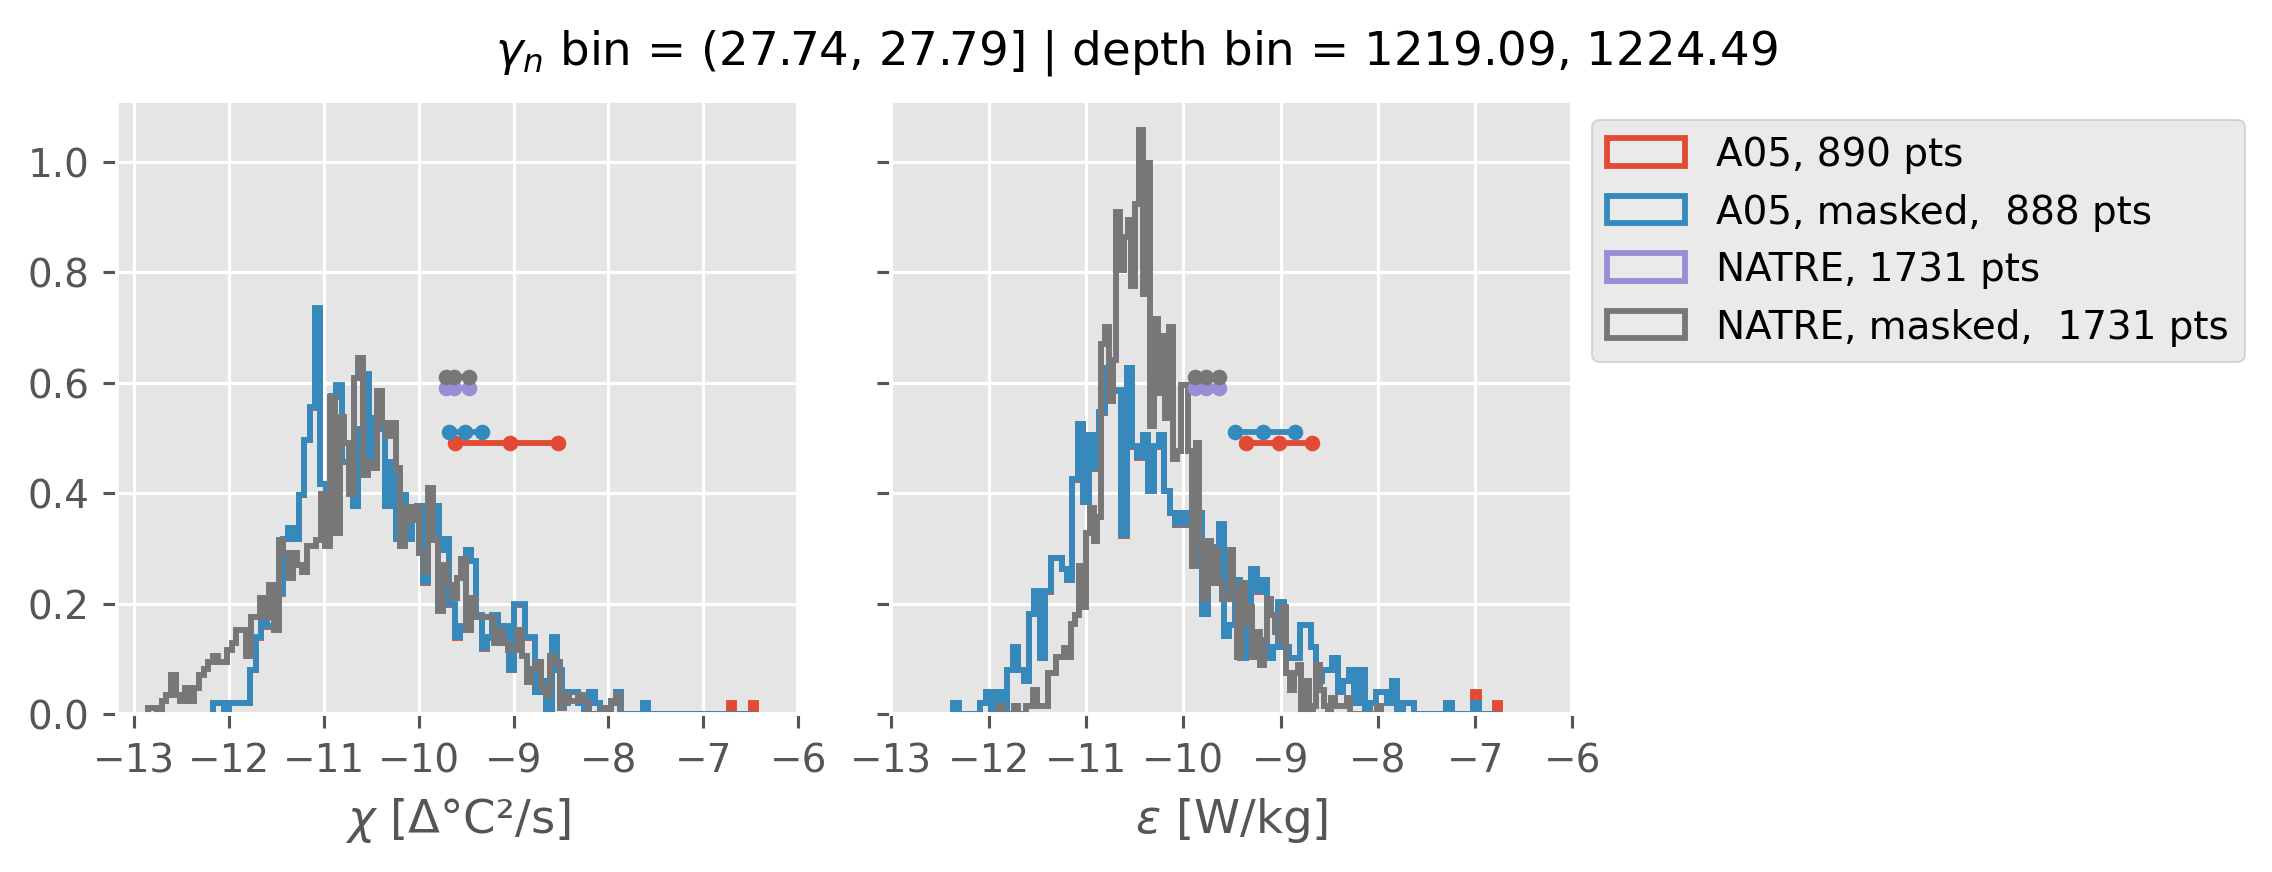 γn bin = (27.74, 27.79] | depth bin = 1219.09, 1224.49
1.0
0.8
0.6
0.4
0.2
0.0
−13 −12 −11 −10 −9 −8 −7 −6
χ [Δ°C²/s]
−13 −12 −11 −10 −9 −8 −7 −6
ε [W/kg]
A05, 890 pts
A05, masked,  888 pts
NATRE, 1731 pts
NATRE, masked,  1731 pts